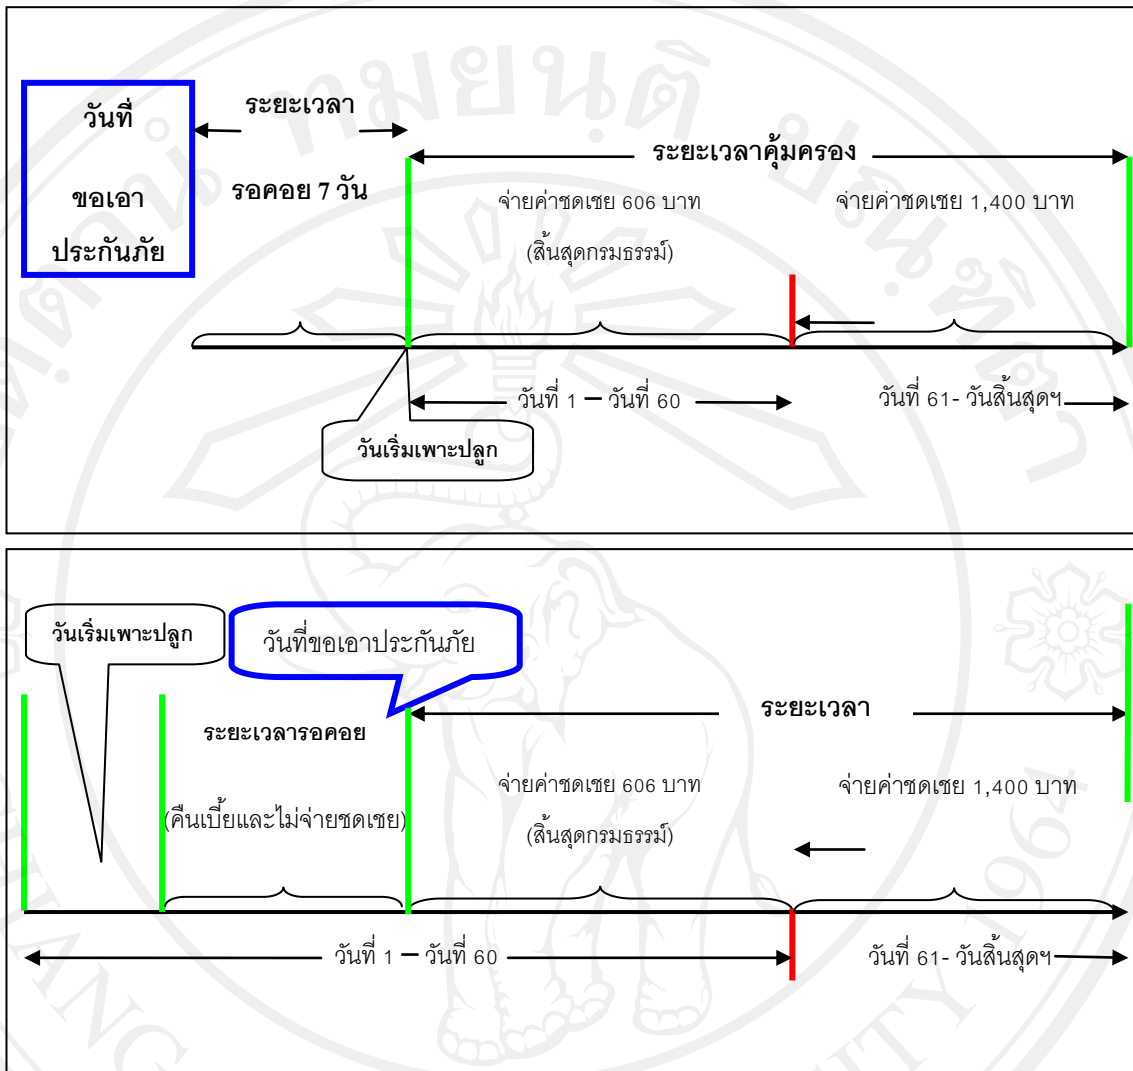 วันที่
ขอเอา
ประกันภัย
ระยะเวลา
รอคอย 7 วัน
ระยะเวลาคุ้มครอง
จ่ายค่าชดเชย 606 บาท
(สิ้นสุดกรมธรรม์)
จ่ายค่าชดเชย 1,400 บาท
วันที่ 1 – วันที่ 60
วันที่ 61- วันสิ้นสุดฯ
วันเริ่มเพาะปลูก
วันเริ่มเพาะปลูก
วันที่ขอเอาประกันภัย
ระยะเวลารอคอย
(คืนเบี้ยและไม่จ่ายชดเชย)
ระยะเวลา
จ่ายค่าชดเชย 606 บาท
(สิ้นสุดกรมธรรม์)
จ่ายค่าชดเชย 1,400 บาท
วันที่ 1 – วันที่ 60
วันที่ 61- วันสิ้นสุดฯ
1964